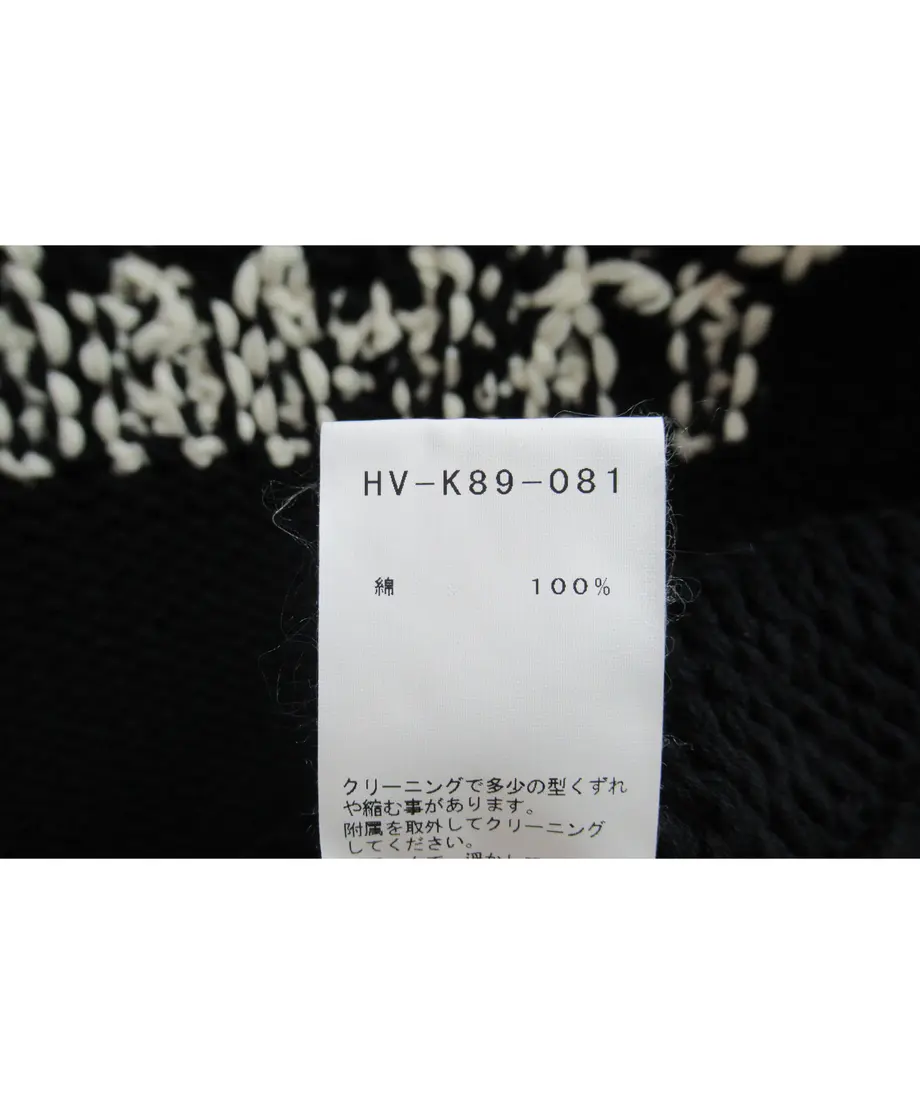 HV-K89-081
綿 100%
クリーニングで多少の型くずれ
や縮む事があります。
附属を取外してクリーニング
してください。